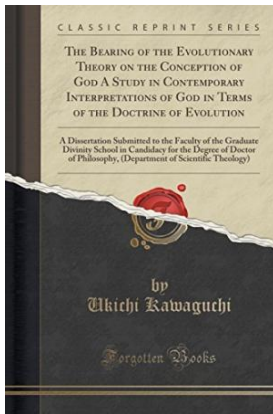 CLASSIC REPRINT SERIES
THE BEARING OF THE EVOLUTIONARY
THEORY ON THE CONCEPTION OF
GOD A STUDY IN CONTEMPORARY
INTERPRETATIONS OF GOD IN TERMS
OF THE DOCTRINE OF EVOLUTION
A Dissertation Submitted to the Faculty of the Graduate
Divinity School in Candidacy for the Degree of Doctor
of Philosophy, (Department of Scientific Theology)
by
Ukichi Kawaguchi
Forgotten Books